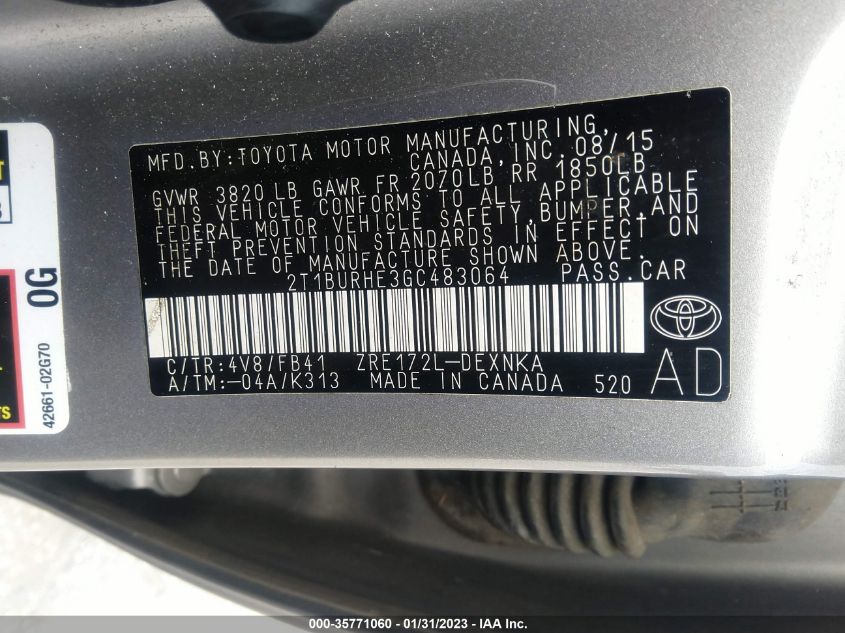 MFD.BY:TOYOTA MOTOR MANUFACTURING,
CANADA,INC.08/15
GVWR 3820 LB GAWR FR 2070LB RR 1850LB
THIS VEHICLE CONFORMS TO ALL APPLICABLE
FEDERAL MOTOR VEHICLE SAFETY,BUMPER,AND
THEFT PREVENTION STANDARDS IN EFFECT ON
THE DATE OF MANUFACTURE SHOWN ABOVE.
2T1BURHE3GC483064 PASS.CAR
C/TR:4V8/FB41 ZRE172L-DEXNKA
A/TM:-04A/K313 MADE IN CANADA 520
AD
0G
42661-02G70
000-35771060 - 01/31/2023 - IAA Inc.